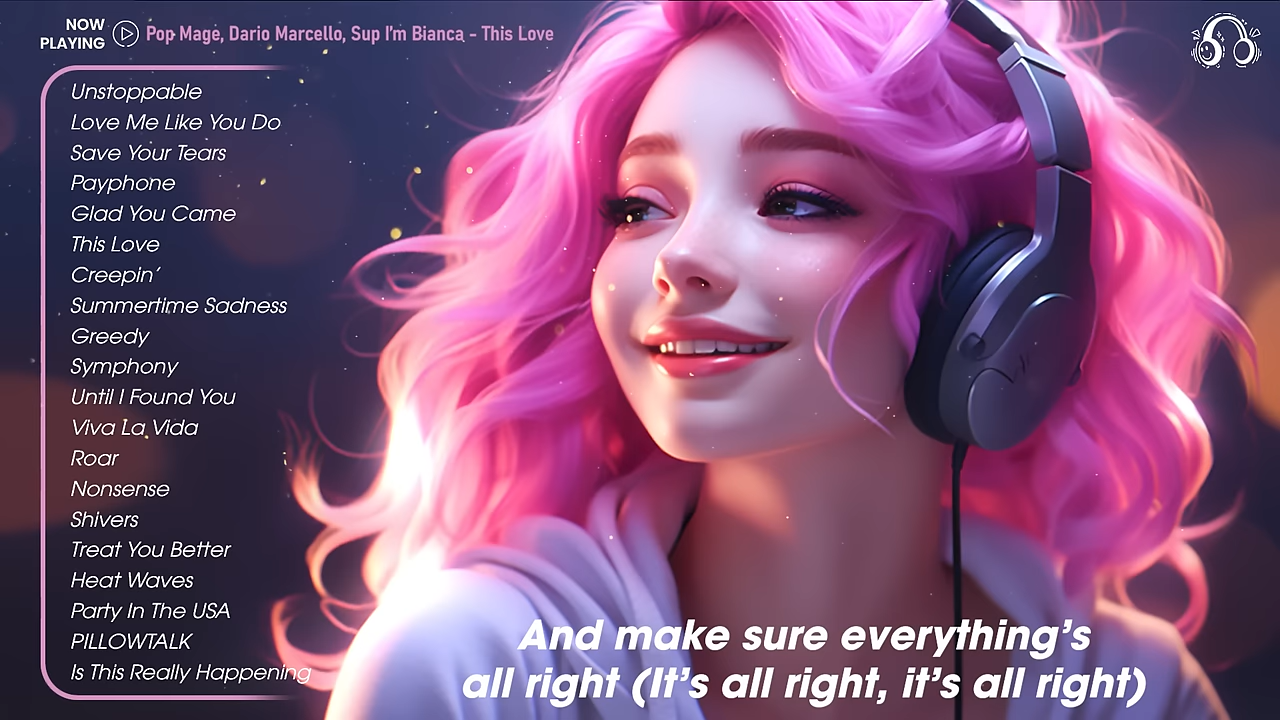 NOW
PLAYING
Pop Mage, Dario Marcello, Sup I'm Bianca - This Love
Unstoppable
Love Me Like You Do
Save Your Tears
Payphone
Glad You Came
This Love
Creepin'
Summertime Sadness
Greedy
Symphony
Until I Found You
Viva La Vida
Roar
Nonsense
Shivers
Treat You Better
Heat Waves
Party In The USA
PILLOWTALK
Is This Really Happening
And make sure everything's
all right (It's all right, it's all right)